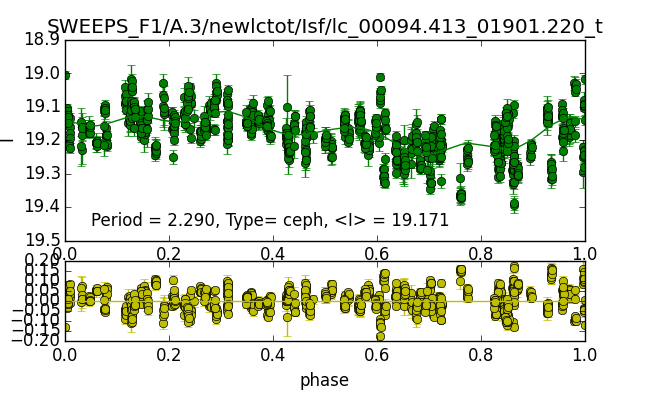 SWEEPS_F1/A.3/newlctot/Isf/lc_00094.413_01901.220_t
18.9
19.0
19.1
19.2
19.3
19.4
19.5
I
Period = 2.290, Type= ceph, <I> = 19.171
0.0 0.2 0.4 0.6 0.8 1.0
0.20
0.15
0.10
0.05
0.00
−0.05
−0.10
−0.15
−0.20
0.0 0.2 0.4 0.6 0.8 1.0
phase